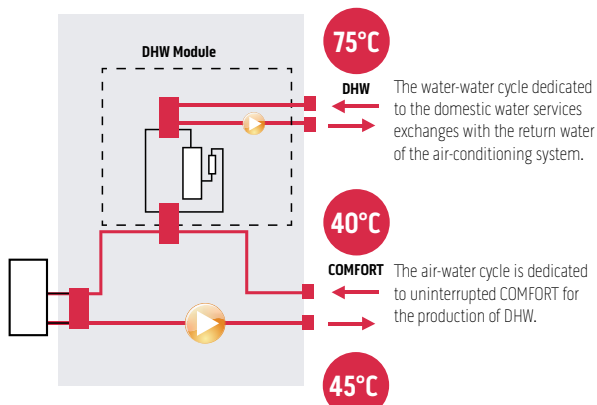 75°C
DHW Module
DHW
The water-water cycle dedicated
to the domestic water services
exchanges with the return water
of the air-conditioning system.
40°C
COMFORT
The air-water cycle is dedicated
to uninterrupted COMFORT for
the production of DHW.
45°C